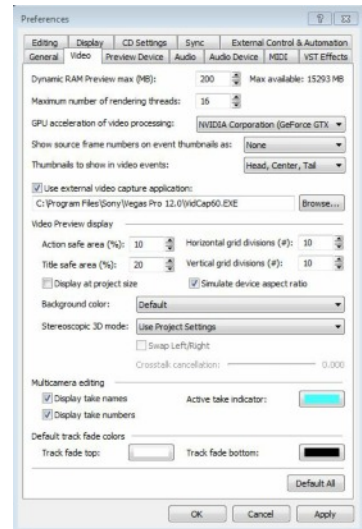 Preferences
Editing Display CD Settings Sync External Control & Automation
General Video Preview Device Audio Audio Device MIDI VST Effects
Dynamic RAM Preview max (MB): 200 Max available: 15293 MB
Maximum number of rendering threads: 16
GPU acceleration of video processing: NVIDIA Corporation (GeForce GTX
Show source frame numbers on event thumbnails as: None
Thumbnails to show in video events: Head, Center, Tail
Use external video capture application:
C:\Program Files\Sony\Vegas Pro 12.0\VidCap60.EXE Browse...
Video Preview display
Action safe area (%): 10 Horizontal grid divisions (#): 10
Title safe area (%): 20 Vertical grid divisions (#): 10
Display at project size Simulate device aspect ratio
Background color: Default
Stereoscopic 3D mode: Use Project Settings
Swap Left/Right
Crosstalk cancellation: 0.000
Multicamera editing
Display take names Active take indicator:
Display take numbers
Default track fade colors
Track fade top: Track fade bottom:
Default All
OK Cancel Apply